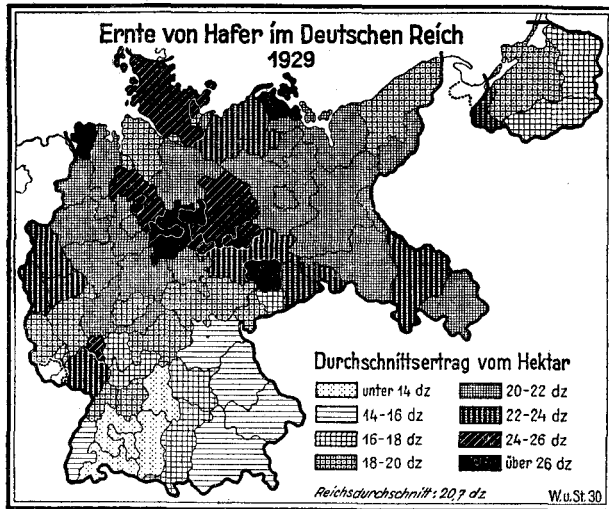 Ernte von Hafer im Deutschen Reich
1929
Durchschnittsertrag vom Hektar
unter 14 dz
14-16 dz
16-18 dz
18-20 dz
20-22 dz
22-24 dz
24-26 dz
über 26 dz
Reichsdurchschnitt: 20,7 dz
W.u.St. 30